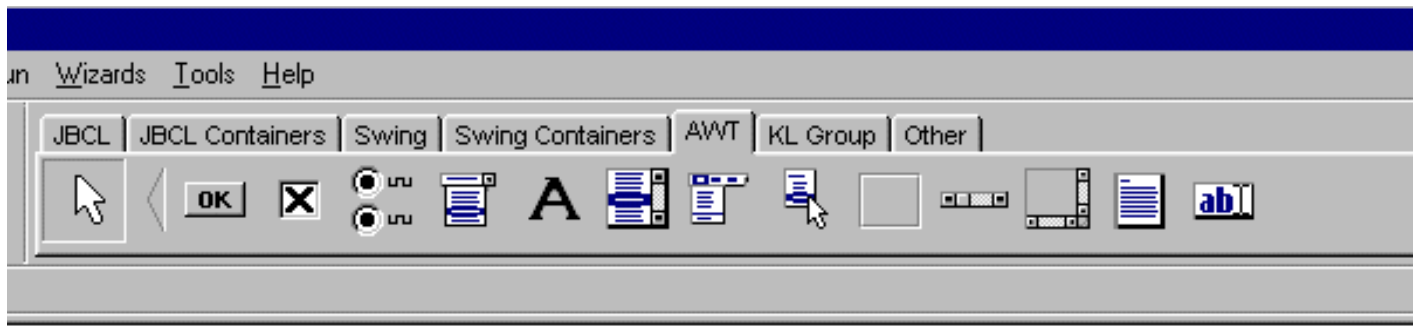 un Wizards Tools Help
JBCL JBCL Containers Swing Swing Containers AWT KL Group Other
OK A ab